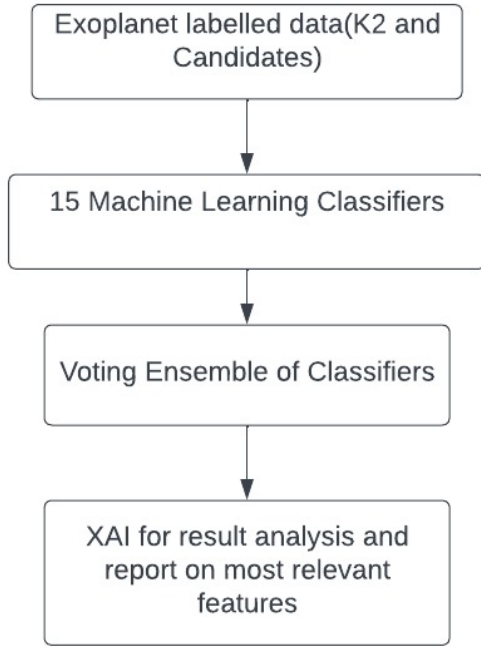 Exoplanet labelled data(K2 and
Candidates)
15 Machine Learning Classifiers
Voting Ensemble of Classifiers
XAI for result analysis and
report on most relevant
features